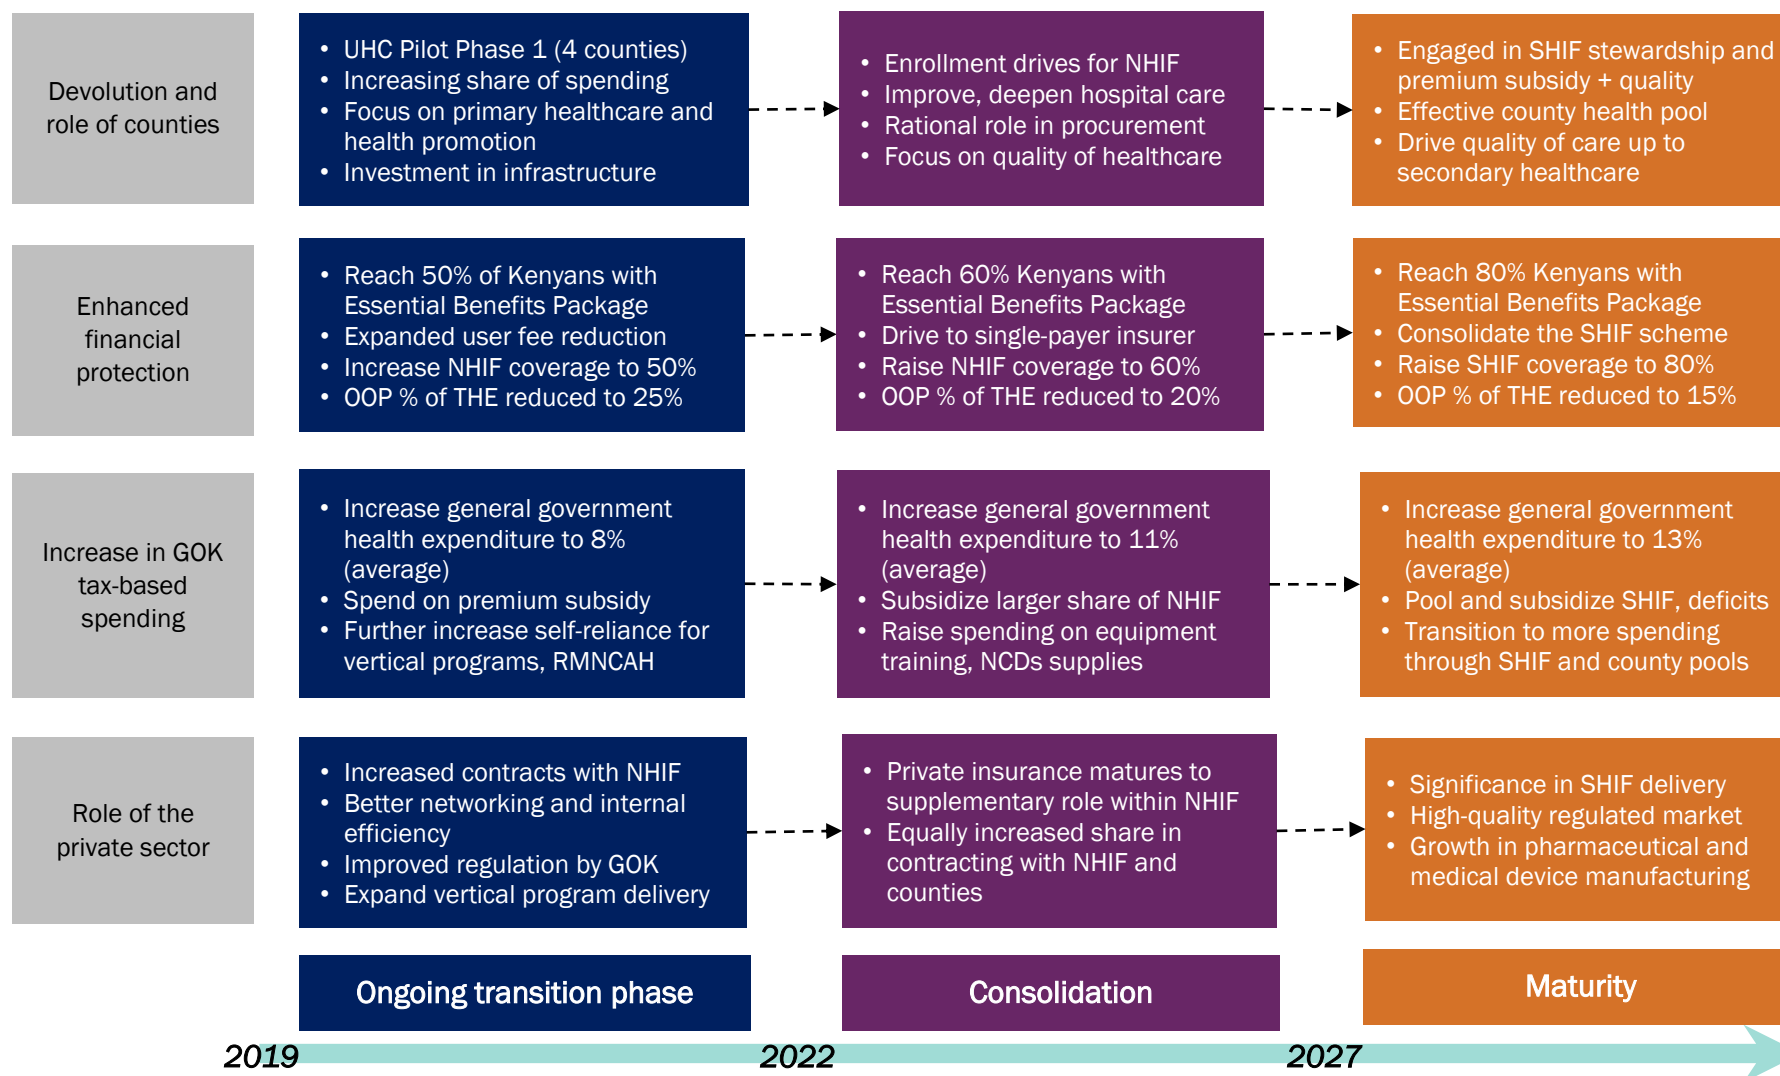 Devolution and
role of counties
• UHC Pilot Phase 1 (4 counties)
• Increasing share of spending
• Focus on primary healthcare and
health promotion
• Investment in infrastructure
• Enrollment drives for NHIF
• Improve, deepen hospital care
• Rational role in procurement
• Focus on quality of healthcare
• Engaged in SHIF stewardship and
premium subsidy + quality
• Effective county health pool
• Drive quality of care up to
secondary healthcare
Enhanced
financial
protection
• Reach 50% of Kenyans with
Essential Benefits Package
• Expanded user fee reduction
• Increase NHIF coverage to 50%
• OOP % of THE reduced to 25%
• Reach 60% Kenyans with
Essential Benefits Package
• Drive to single-payer insurer
• Raise NHIF coverage to 60%
• OOP % of THE reduced to 20%
• Reach 80% Kenyans with
Essential Benefits Package
• Consolidate the SHIF scheme
• Raise SHIF coverage to 80%
• OOP % of THE reduced to 15%
Increase in GOK
tax-based
spending
• Increase general government
health expenditure to 8%
(average)
• Spend on premium subsidy
• Further increase self-reliance for
vertical programs, RMNCAH
• Increase general government
health expenditure to 11%
(average)
• Subsidize larger share of NHIF
• Raise spending on equipment
training, NCDs supplies
• Increase general government
health expenditure to 13%
(average)
• Pool and subsidize SHIF, deficits
• Transition to more spending
through SHIF and county pools
Role of the
private sector
• Increased contracts with NHIF
• Better networking and internal
efficiency
• Improved regulation by GOK
• Expand vertical program delivery
• Private insurance matures to
supplementary role within NHIF
• Equally increased share in
contracting with NHIF and
counties
• Significance in SHIF delivery
• High-quality regulated market
• Growth in pharmaceutical and
medical device manufacturing
Ongoing transition phase
Consolidation
Maturity
2019
2022
2027